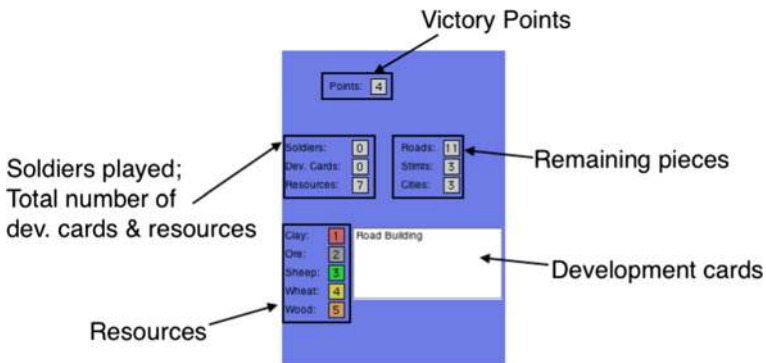 Victory Points
Points: 4
Soldiers: 0
Dev. Cards: 0
Resources: 7
Roads: 11
Stlmts: 3
Cities: 3
Soldiers played;
Total number of
dev. cards & resources
Remaining pieces
Clay: 1
Ore: 2
Sheep: 3
Wheat: 4
Wood: 5
Road Building
Development cards
Resources